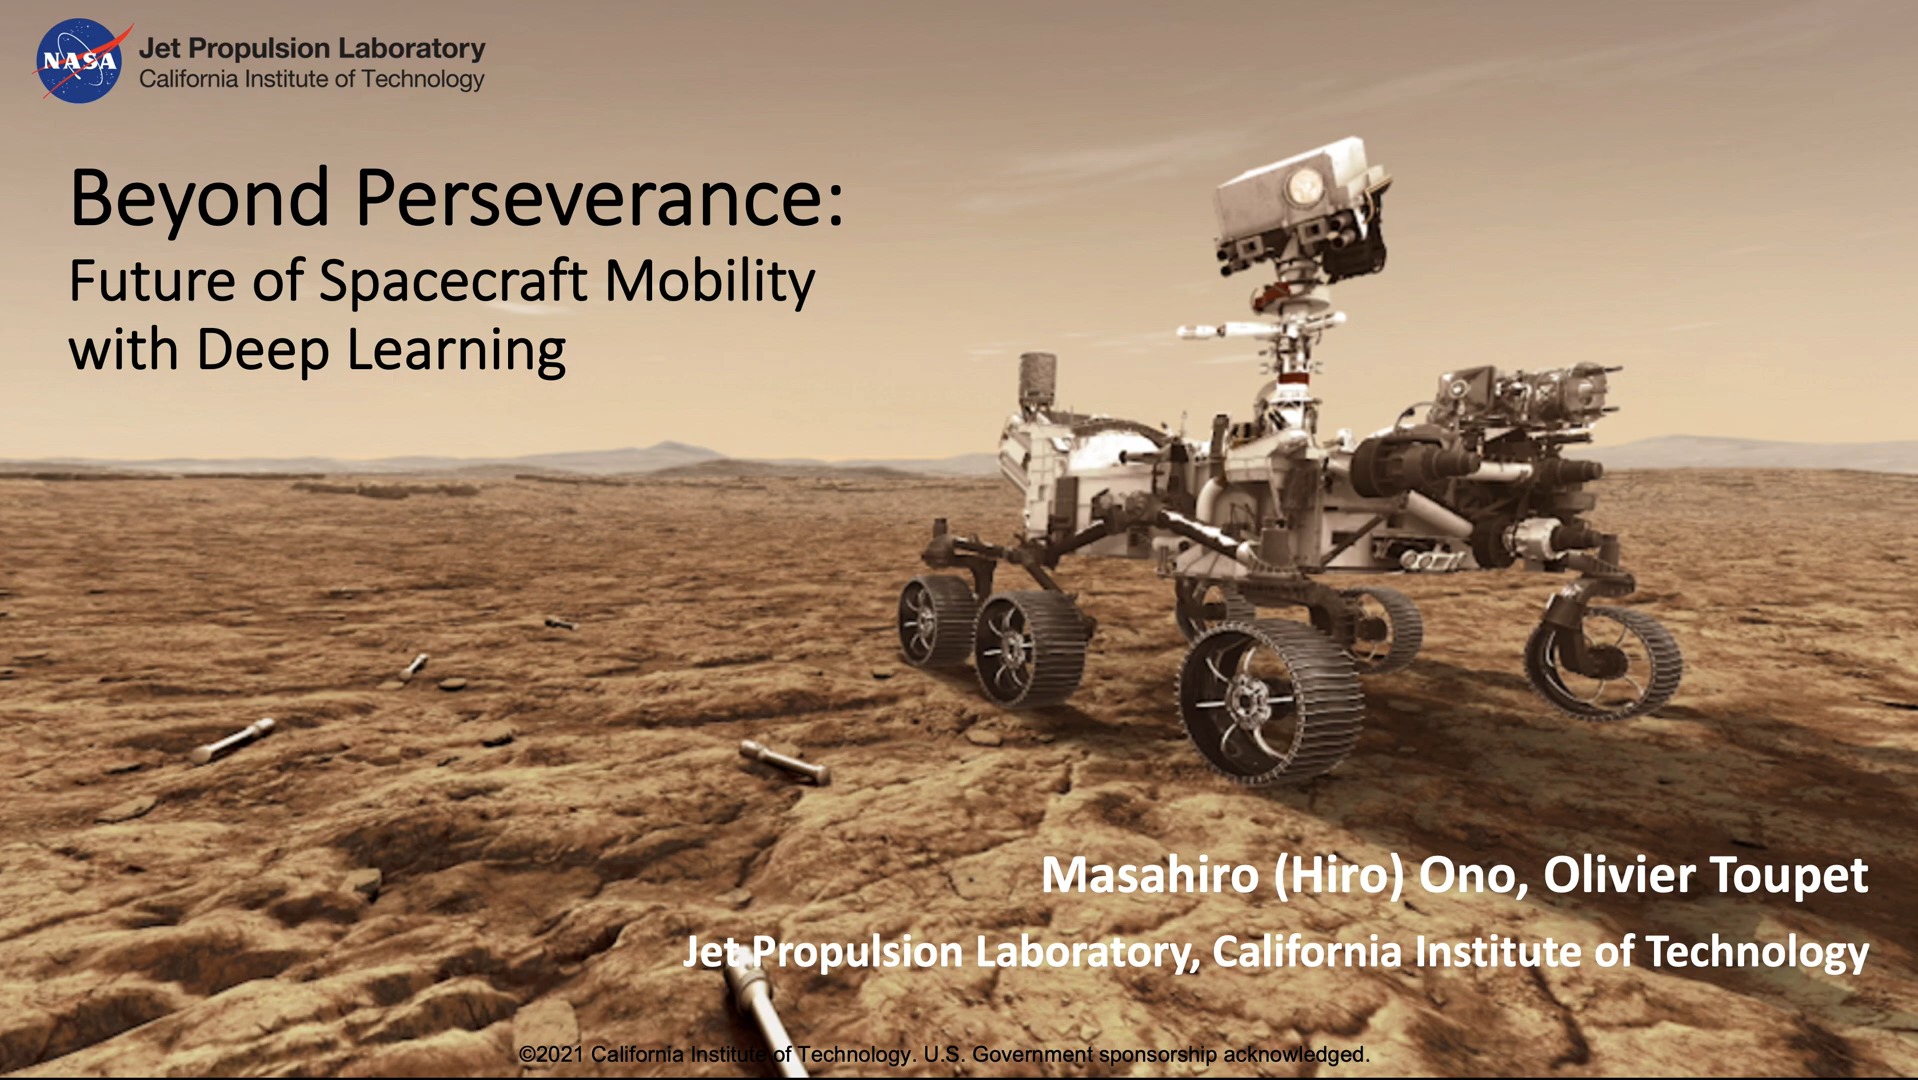 NASA
Jet Propulsion Laboratory
California Institute of Technology
Beyond Perseverance:
Future of Spacecraft Mobility
with Deep Learning
Masahiro (Hiro) Ono, Olivier Toupet
Jet Propulsion Laboratory, California Institute of Technology
©2021 California Institute of Technology. U.S. Government sponsorship acknowledged.